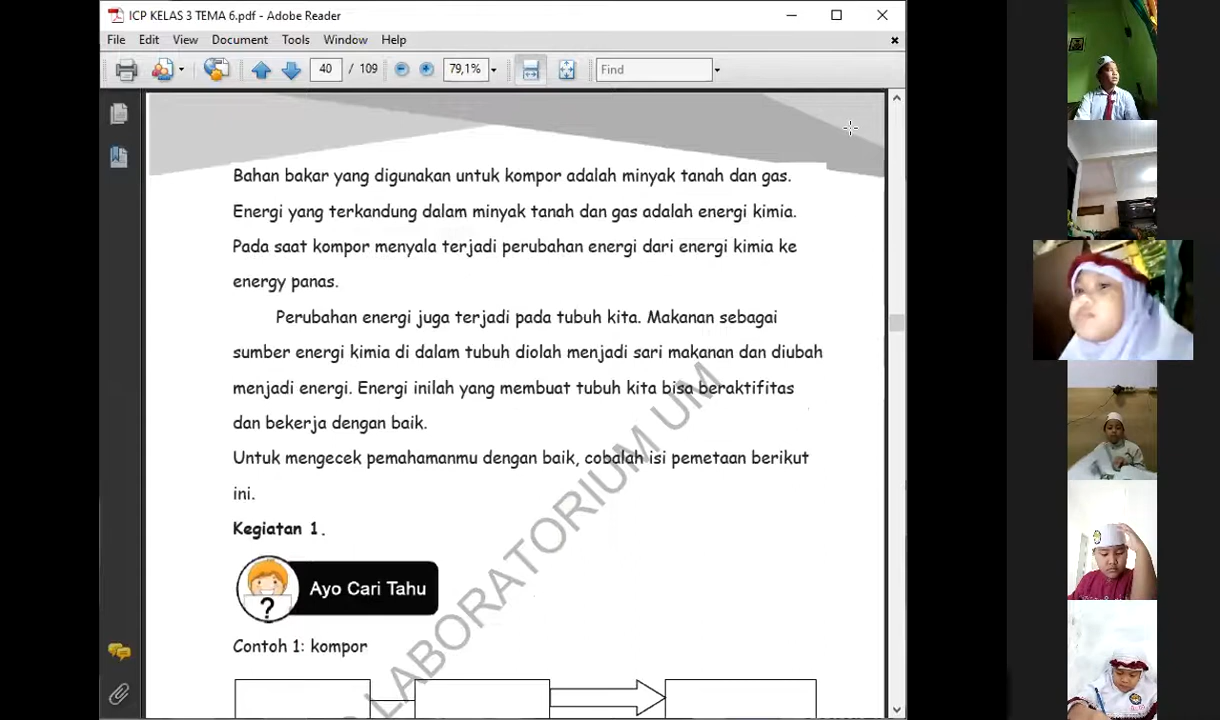 ICP KELAS 3 TEMA 6.pdf - Adobe Reader
File Edit View Document Tools Window Help
40 / 109 79,1% Find
Bahan bakar yang digunakan untuk kompor adalah minyak tanah dan gas.
Energi yang terkandung dalam minyak tanah dan gas adalah energi kimia.
Pada saat kompor menyala terjadi perubahan energi dari energi kimia ke
energy panas.
Perubahan energi juga terjadi pada tubuh kita. Makanan sebagai
sumber energi kimia di dalam tubuh diolah menjadi sari makanan dan diubah
menjadi energi. Energi inilah yang membuat tubuh kita bisa beraktifitas
dan bekerja dengan baik.
Untuk mengecek pemahamanmu dengan baik, cobalah isi pemetaan berikut
ini.
Kegiatan 1.
?
Ayo Cari Tahu
Contoh 1: kompor
LABORATORIUM UM